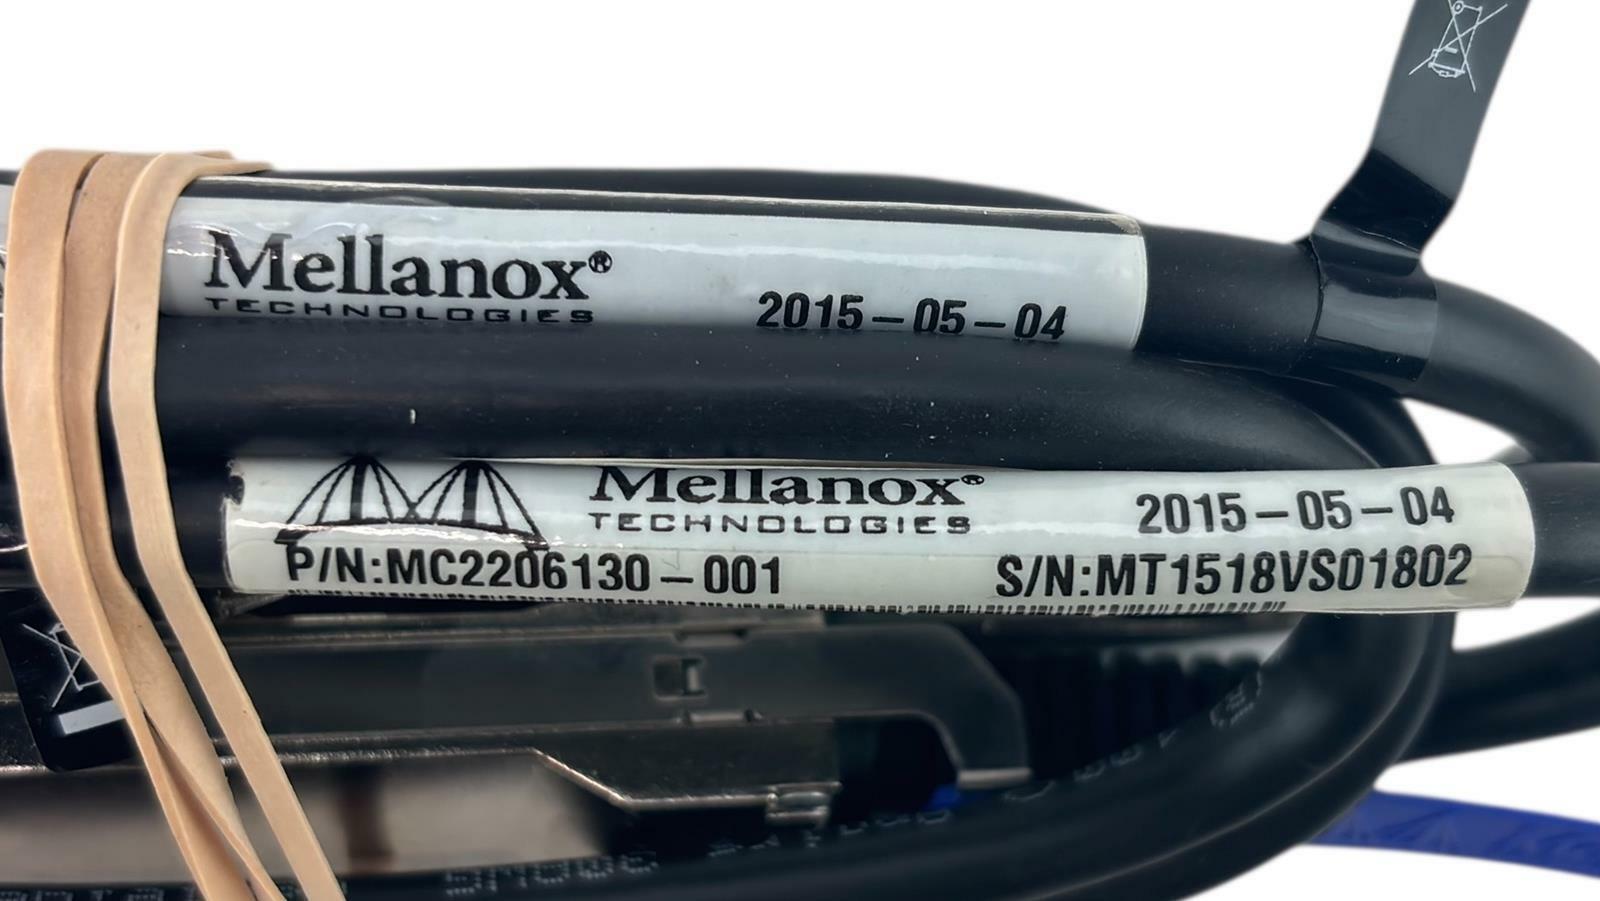 Mellanox®
TECHNOLOGIES
2015-05-04
Mellanox®
TECHNOLOGIES
2015-05-04
P/N:MC2206130-001
S/N:MT1518VS01802